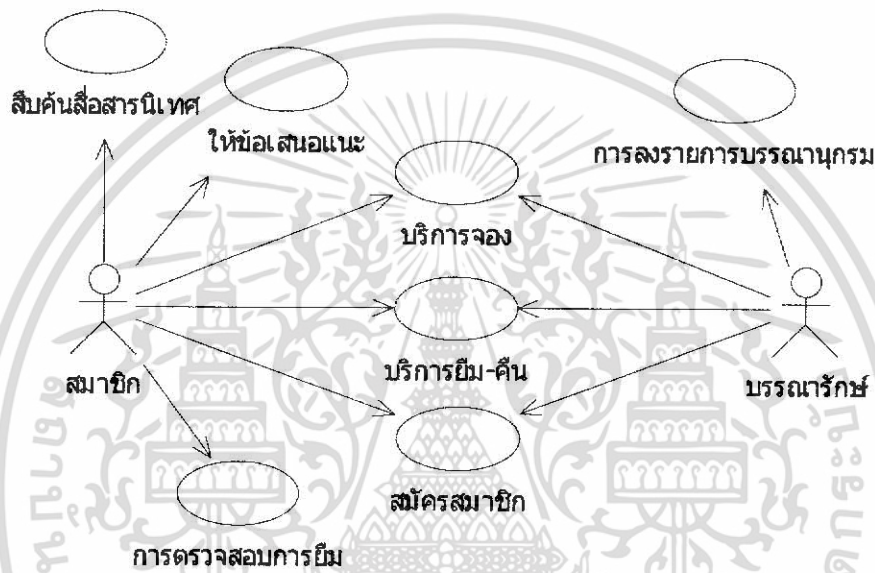 สืบค้นสื่อสารนิเทศ
ให้ข้อเสนอแนะ
การลงรายการบรรณานุกรม
บริการจอง
สมาชิก
บริการยืม-คืน
บรรณารักษ์
สมัครสมาชิก
การตรวจสอบการยืม